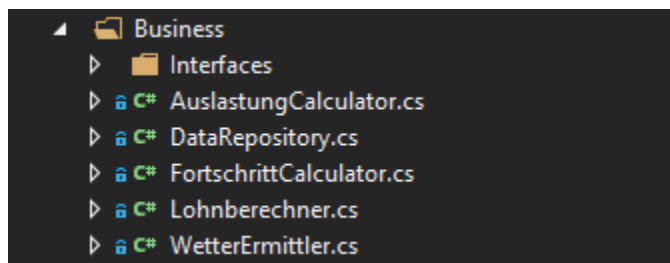 Business
Interfaces
C# AuslastungCalculator.cs
C# DataRepository.cs
C# FortschrittCalculator.cs
C# Lohnberechner.cs
C# WetterErmittler.cs